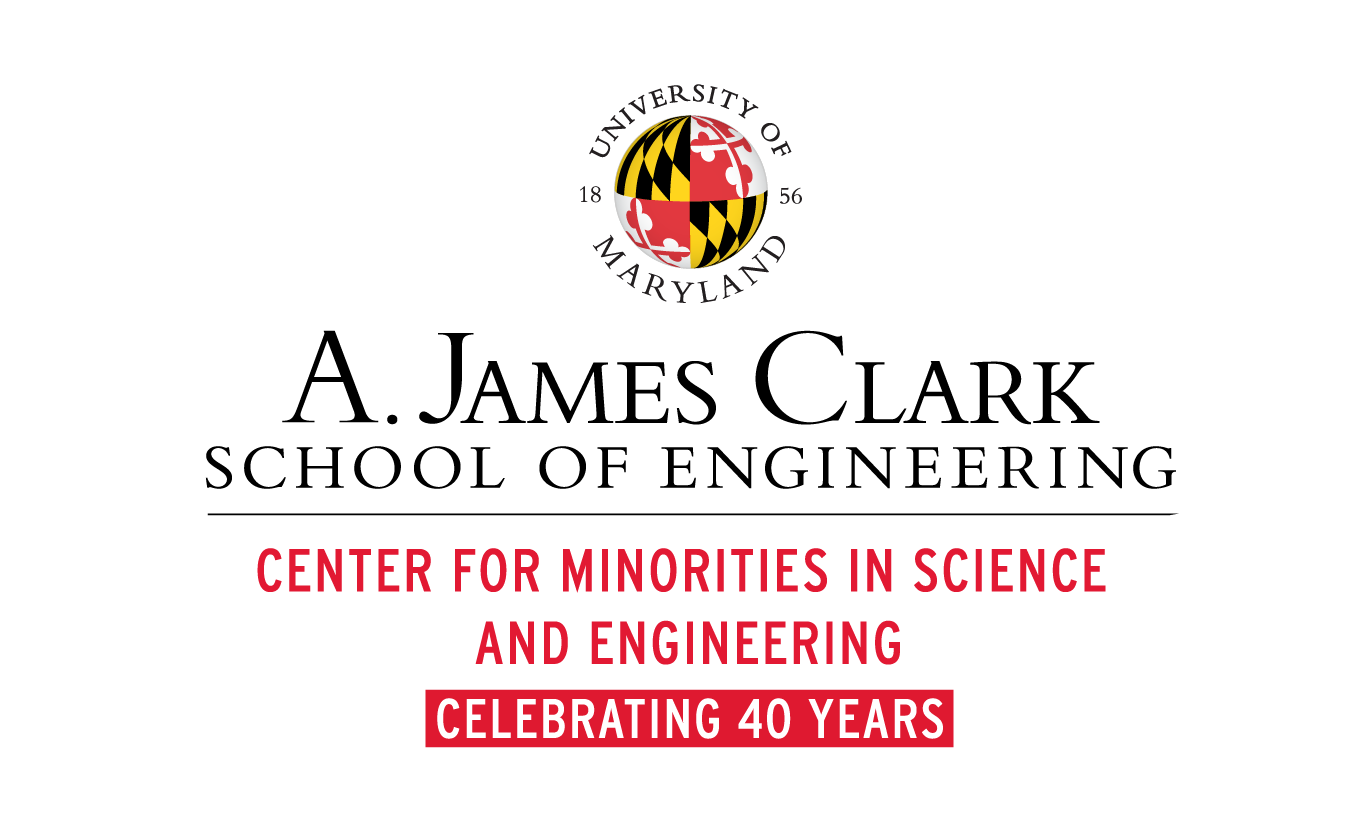 UNIVERSITY OF
18 56
MARYLAND
A. JAMES CLARK
SCHOOL OF ENGINEERING
CENTER FOR MINORITIES IN SCIENCE
AND ENGINEERING
CELEBRATING 40 YEARS